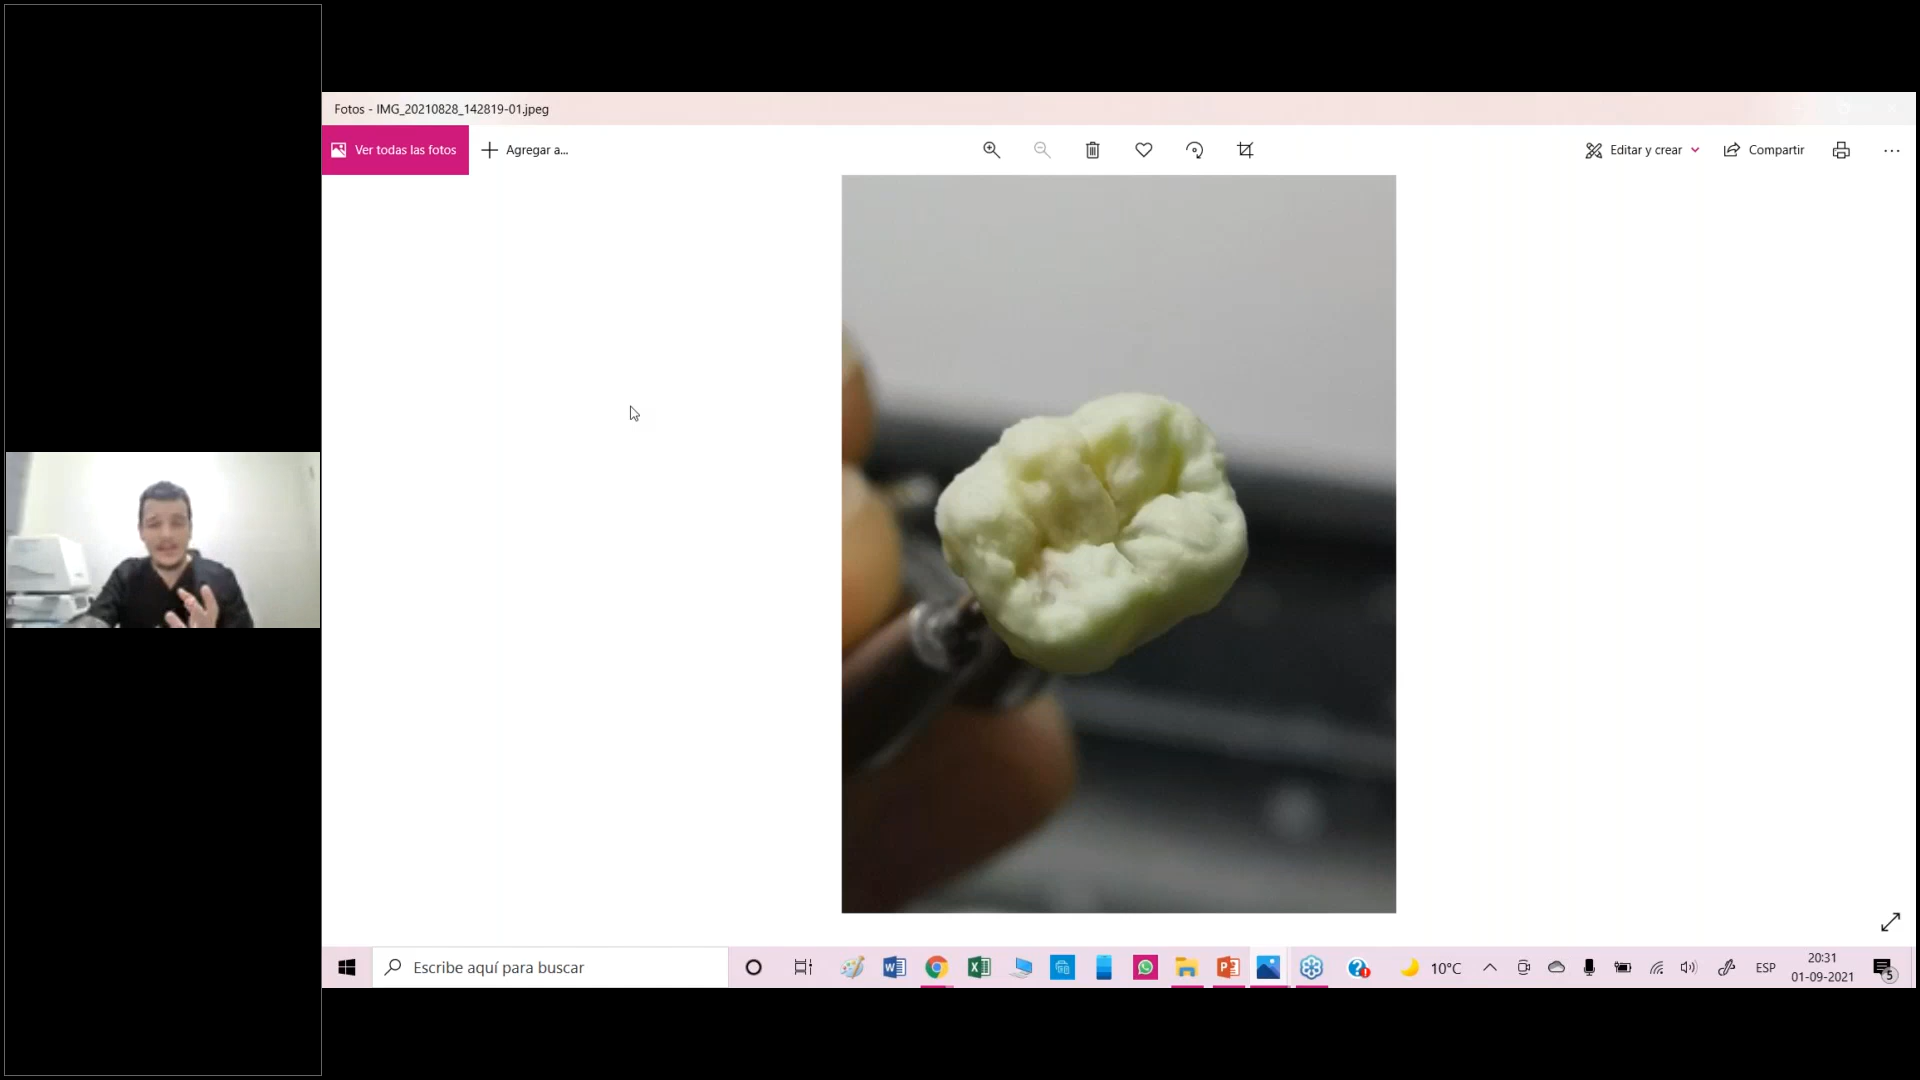 Fotos - IMG_20210828_142819-01.jpeg
Ver todas las fotos
Agregar a...
Editar y crear
Compartir
Escribe aquí para buscar
10°C
ESP
20:31
01-09-2021
5